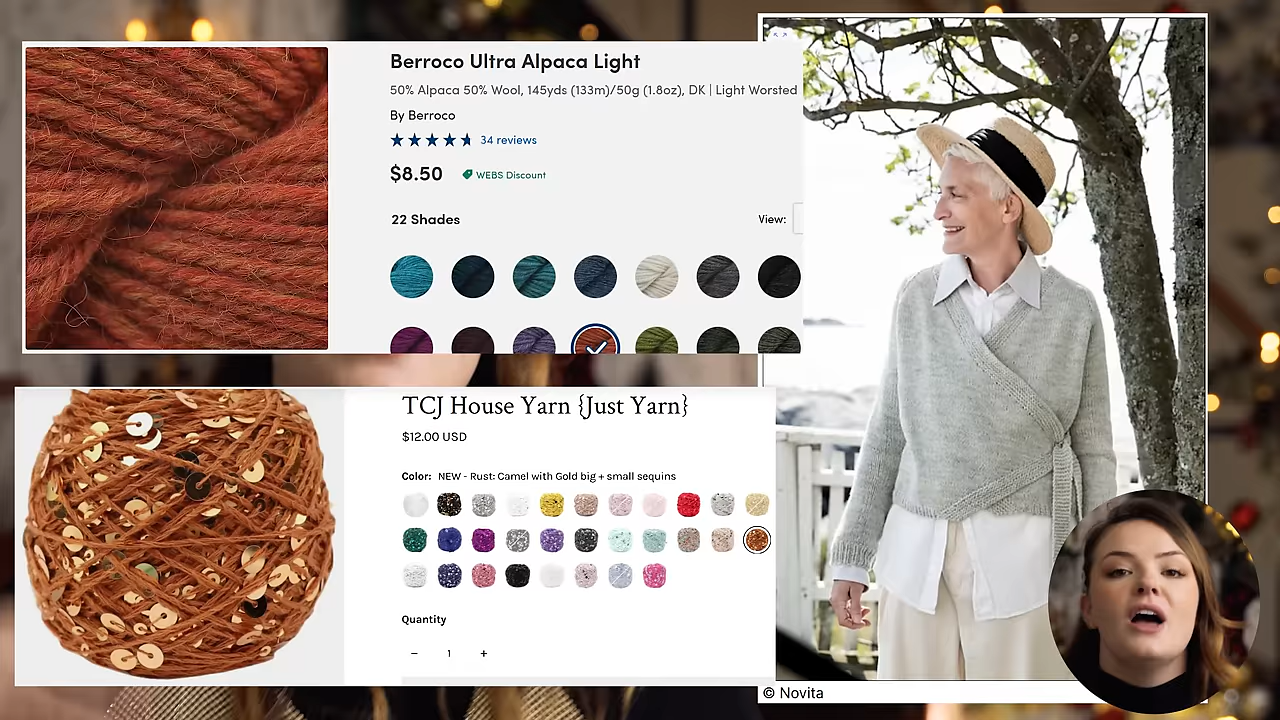 Berroco Ultra Alpaca Light
50% Alpaca 50% Wool, 145yds (133m)/50g (1.8oz), DK | Light Worsted
By Berroco
34 reviews
$8.50
WEBS Discount
22 Shades
View:
TCJ House Yarn {Just Yarn}
$12.00 USD
Color: NEW - Rust: Camel with Gold big + small sequins
Quantity
− 1 +
© Novita